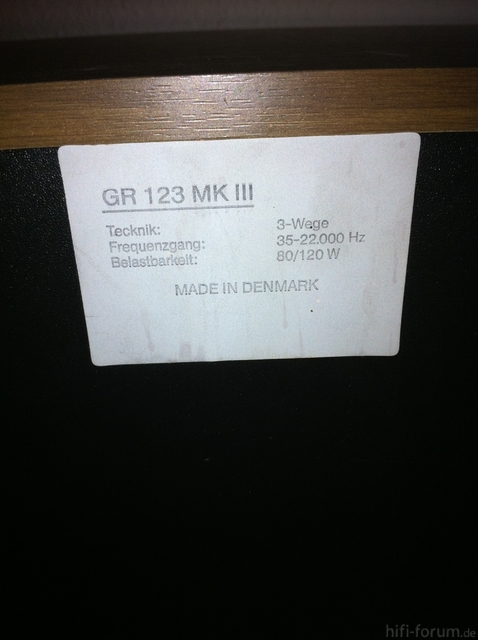 GR 123 MK III
Tecknik: 3-Wege
Frequenzgang: 35-22.000 Hz
Belastbarkeit: 80/120 W
MADE IN DENMARK
hifi-forum.de